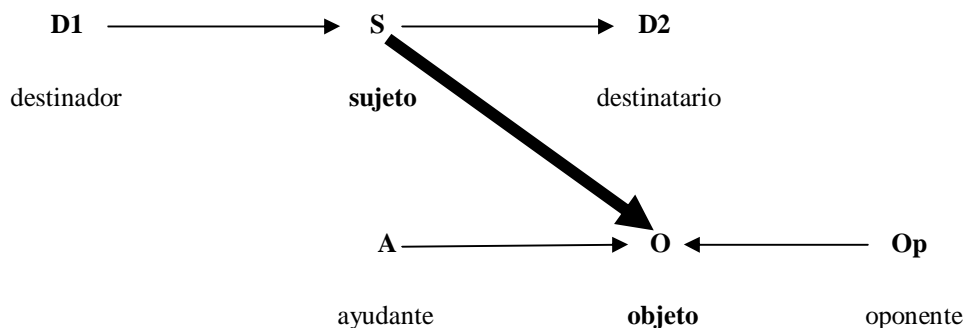 D1 S D2
destinador sujeto destinatario
A O Op
ayudante objeto oponente